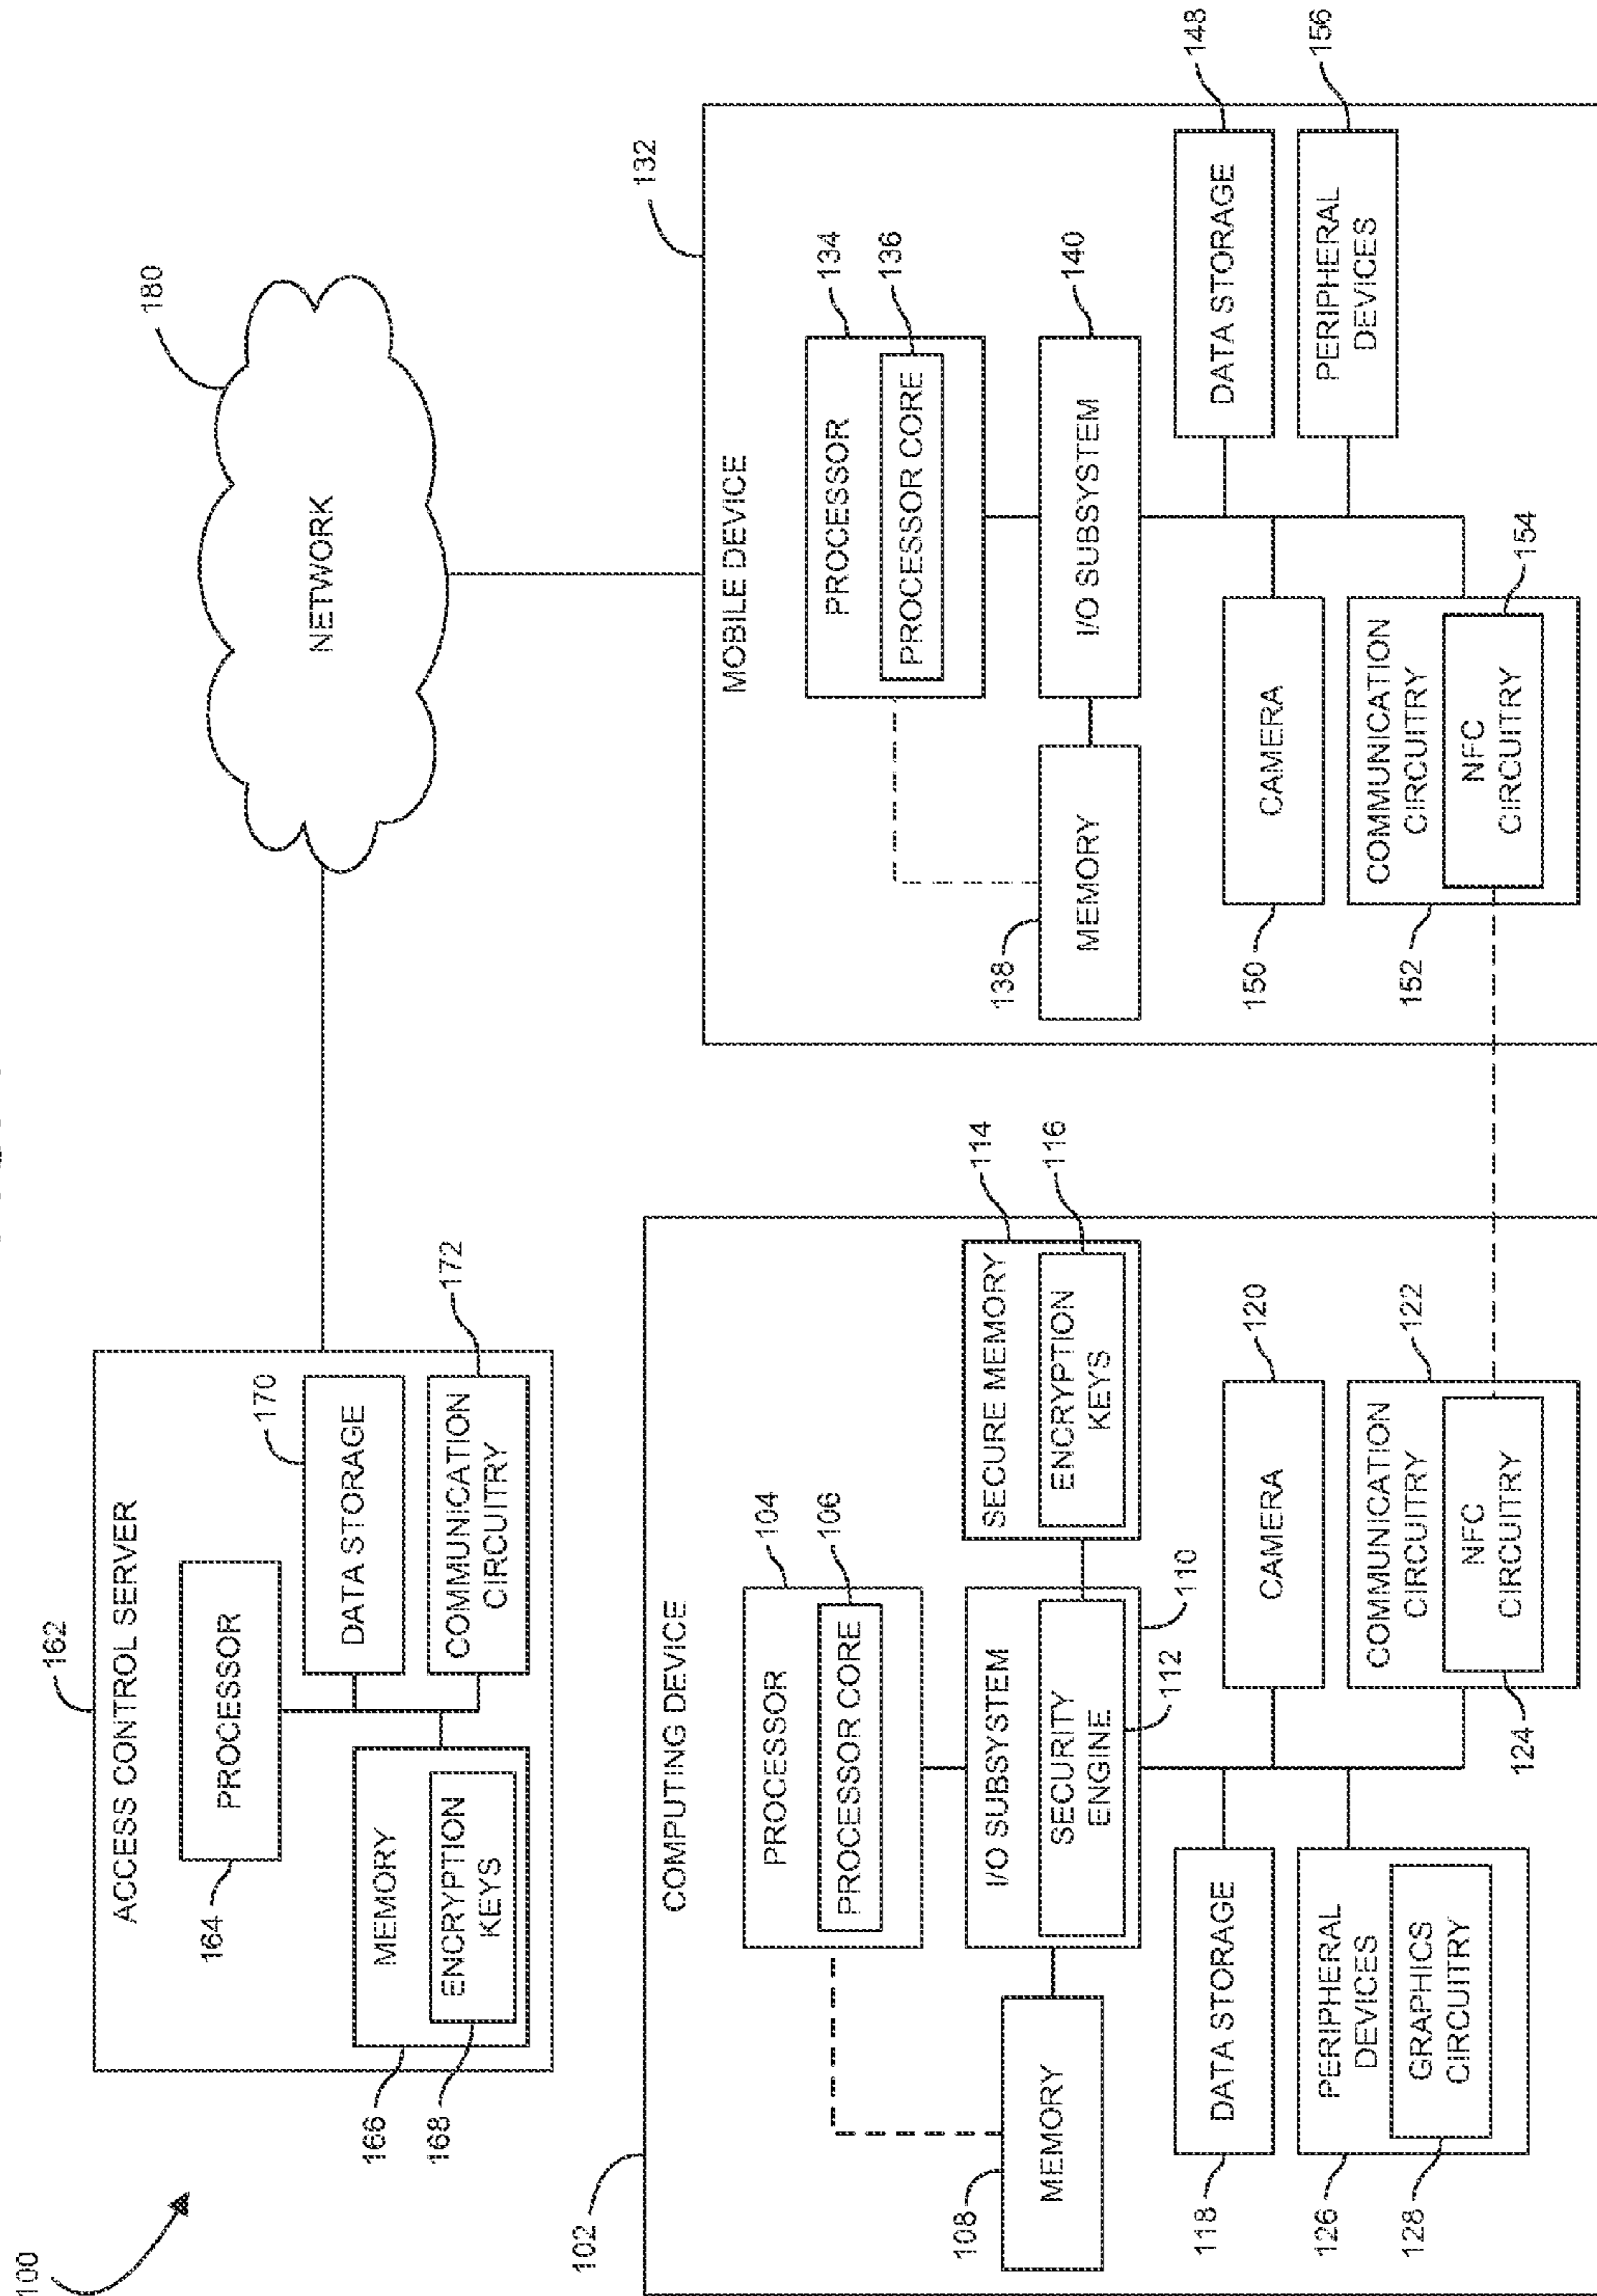 100
162
ACCESS CONTROL SERVER
164
PROCESSOR
170
DATA STORAGE
172
COMMUNICATION
CIRCUITRY
166
MEMORY
168
ENCRYPTION
KEYS
180
NETWORK
102
COMPUTING DEVICE
104
PROCESSOR
106
PROCESSOR CORE
108
MEMORY
I/O SUBSYSTEM
110
SECURITY
ENGINE
112
114
SECURE MEMORY
116
ENCRYPTION
KEYS
118
DATA STORAGE
120
CAMERA
126
PERIPHERAL
DEVICES
128
GRAPHICS
CIRCUITRY
122
COMMUNICATION
CIRCUITRY
124
NFC
CIRCUITRY
132
MOBILE DEVICE
134
PROCESSOR
136
PROCESSOR CORE
138
MEMORY
140
I/O SUBSYSTEM
150
CAMERA
148
DATA STORAGE
152
COMMUNICATION
CIRCUITRY
154
NFC
CIRCUITRY
156
PERIPHERAL
DEVICES